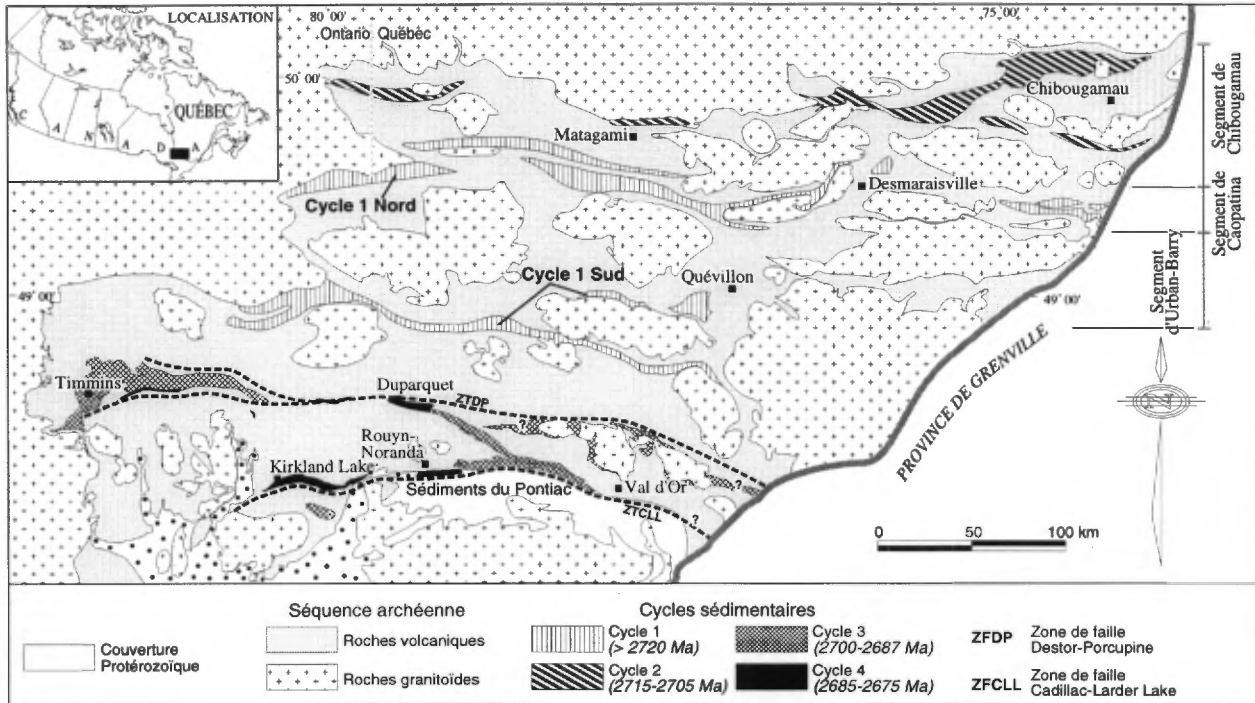 LOCALISATION
QUÉBEC
C
A
N
A
D
A
80° 00'
75° 00'
Ontario Québec
50° 00'
Chibougamau
Matagami
Desmaraisville
Cycle 1 Nord
Cycle 1 Sud
Quévillon
49° 00'
49° 00'
Segment de
Chibougamau
Segment de
Caopatina
Segment
d'Urban-Barry
Timmins
Duparquet
ZTDP
?
Rouyn-
Noranda
Kirkland Lake
Sédiments du Pontiac
Val d'Or
?
ZTCLL
?
PROVINCE DE GRENVILLE
N
0 50 100 km
Séquence archéenne
Cycles sédimentaires
Couverture
Protérozoïque
Roches volcaniques
Roches granitoïdes
Cycle 1
(> 2720 Ma)
Cycle 2
(2715-2705 Ma)
Cycle 3
(2700-2687 Ma)
Cycle 4
(2685-2675 Ma)
ZFDP Zone de faille
Destor-Porcupine
ZFCLL Zone de faille
Cadillac-Larder Lake